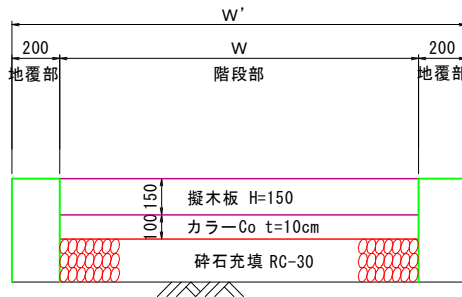 W'
200 W 200
地覆部 階段部 地覆部
150 擬木板 H=150
100 カラーCo t=10cm
砕石充填 RC-30